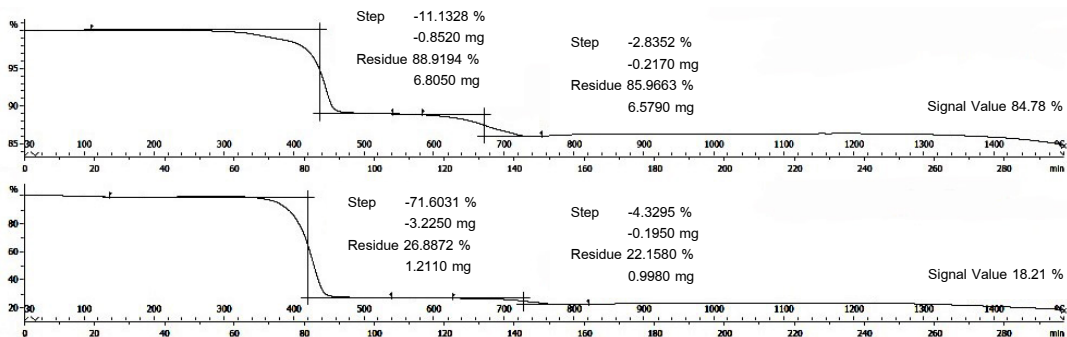 %
Step -11.1328 %
-0.8520 mg
Residue 88.9194 %
6.8050 mg
Step -2.8352 %
-0.2170 mg
Residue 85.9663 %
6.5790 mg
Signal Value 84.78 %
95
90
85
30 100 200 300 400 500 600 700 800 900 1000 1100 1200 1300 1400
0 20 40 60 80 100 120 140 160 180 200 220 240 260 280 min
%
Step -71.6031 %
-3.2250 mg
Residue 26.8872 %
1.2110 mg
Step -4.3295 %
-0.1950 mg
Residue 22.1580 %
0.9980 mg
Signal Value 18.21 %
80
60
40
20
30 100 200 300 400 500 600 700 800 900 1000 1100 1200 1300 1400
0 20 40 60 80 100 120 140 160 180 200 220 240 260 280 min